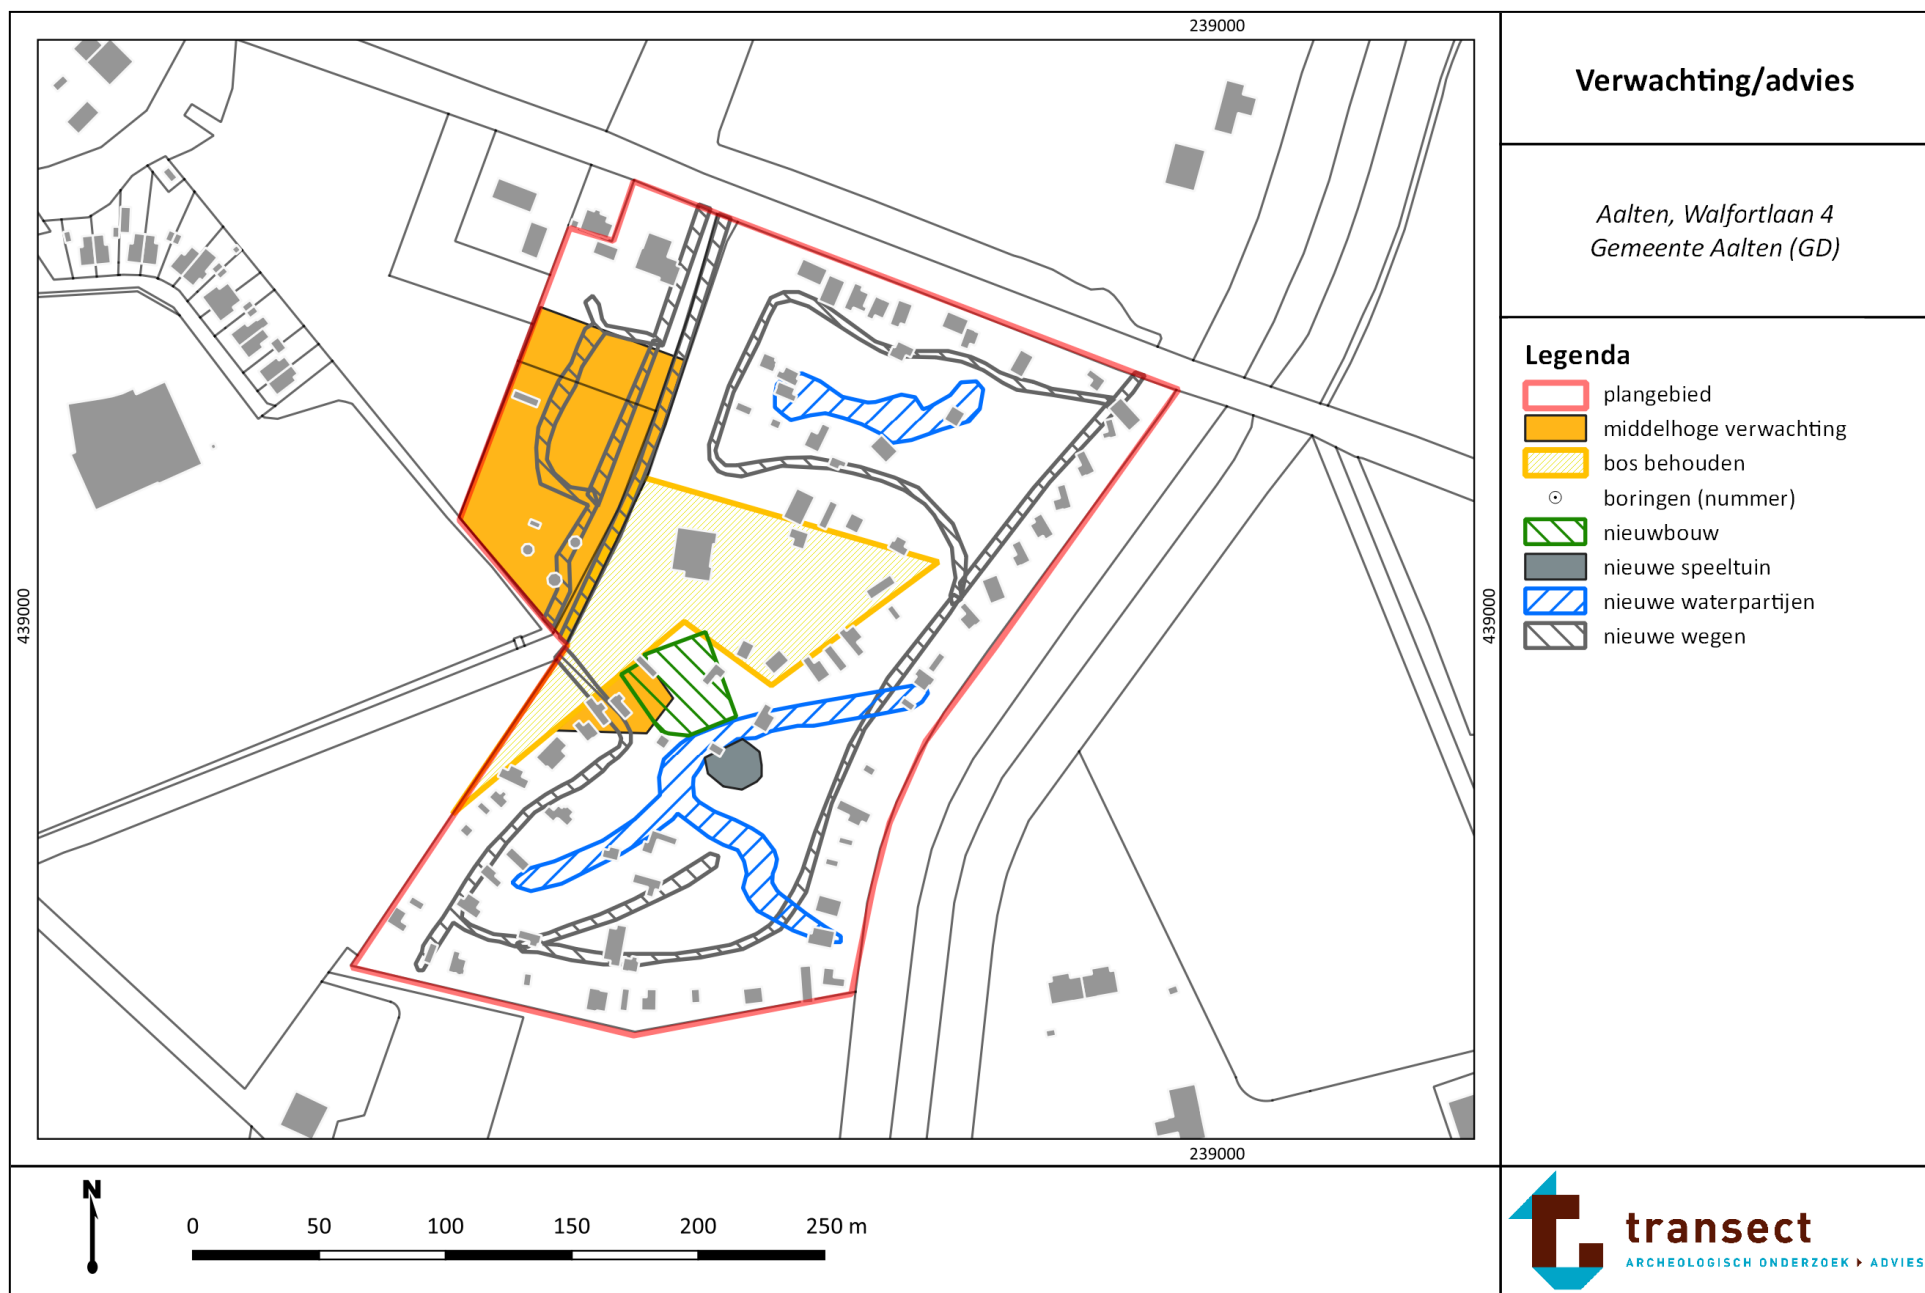 239000
Verwachting/advies
Aalten, Walfortlaan 4
Gemeente Aalten (GD)
Legenda
plangebied
middelhoge verwachting
bos behouden
boringen (nummer)
nieuwbouw
nieuwe speeltuin
nieuwe waterpartijen
nieuwe wegen
439000
439000
239000
N
0 50 100 150 200 250 m
transect
ARCHEOLOGISCH ONDERZOEK ▸ ADVIES